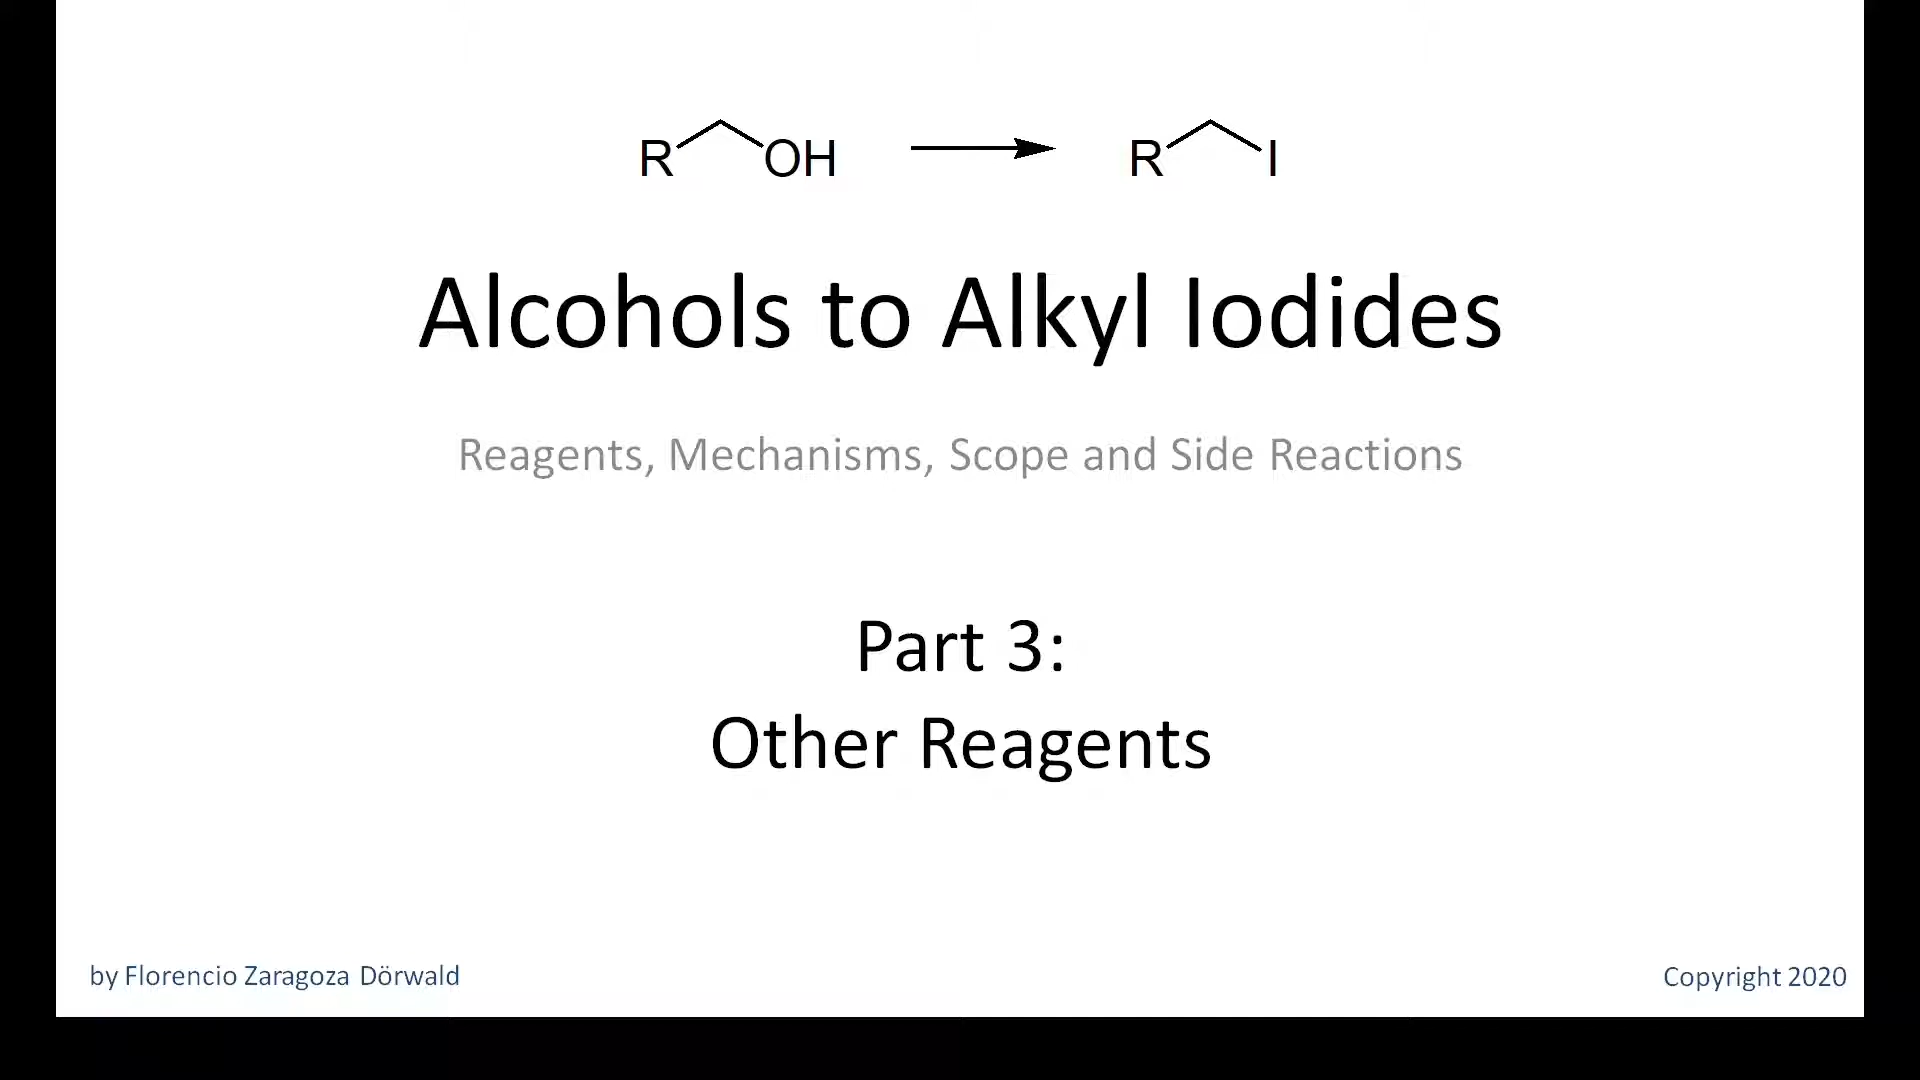 R OH R I
Alcohols to Alkyl Iodides
Reagents, Mechanisms, Scope and Side Reactions
Part 3:
Other Reagents
by Florencio Zaragoza Dörwald
Copyright 2020